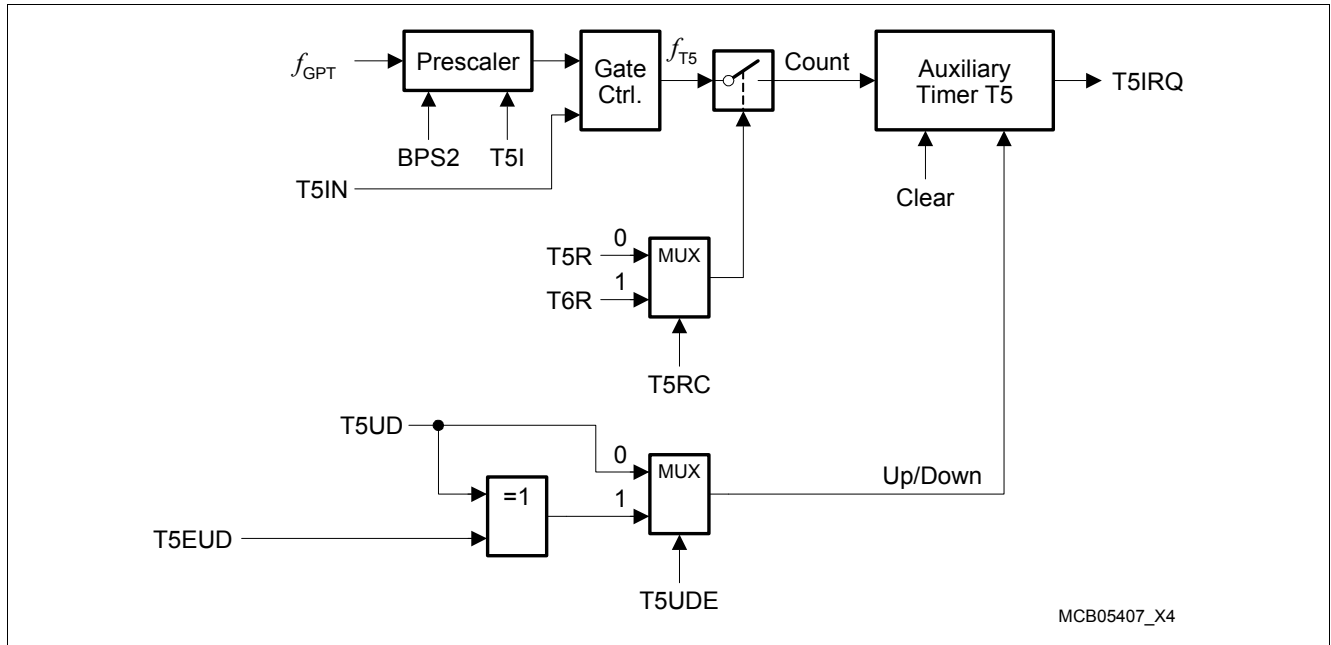 fGPT
Prescaler
Gate
Ctrl.
fT5
Count
Auxiliary
Timer T5
T5IRQ
BPS2
T5I
T5IN
Clear
T5R
0
MUX
T6R
1
T5RC
T5UD
0
MUX
Up/Down
=1
1
T5EUD
T5UDE
MCB05407_X4